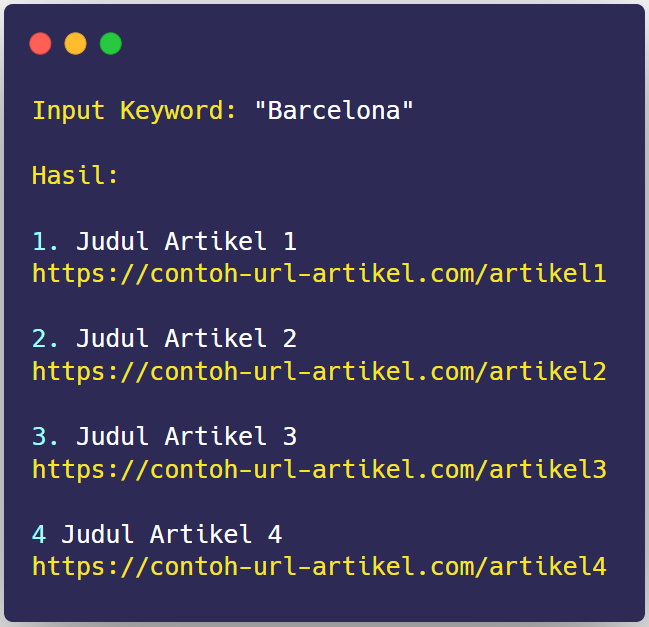 Input Keyword: "Barcelona"
Hasil:
1. Judul Artikel 1
https://contoh-url-artikel.com/artikel1
2. Judul Artikel 2
https://contoh-url-artikel.com/artikel2
3. Judul Artikel 3
https://contoh-url-artikel.com/artikel3
4 Judul Artikel 4
https://contoh-url-artikel.com/artikel4